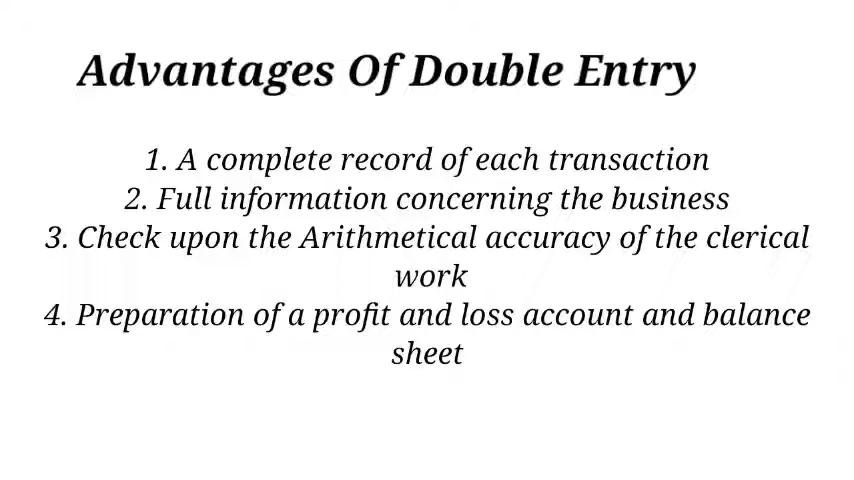 Advantages Of Double Entry
1. A complete record of each transaction
2. Full information concerning the business
3. Check upon the Arithmetical accuracy of the clerical
work
4. Preparation of a profit and loss account and balance
sheet